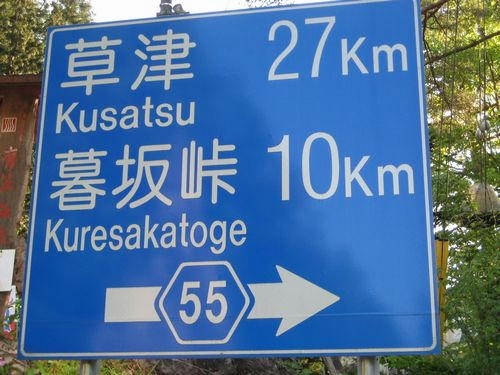 草津 27Km
Kusatsu
暮坂峠 10Km
Kuresakatoge
55